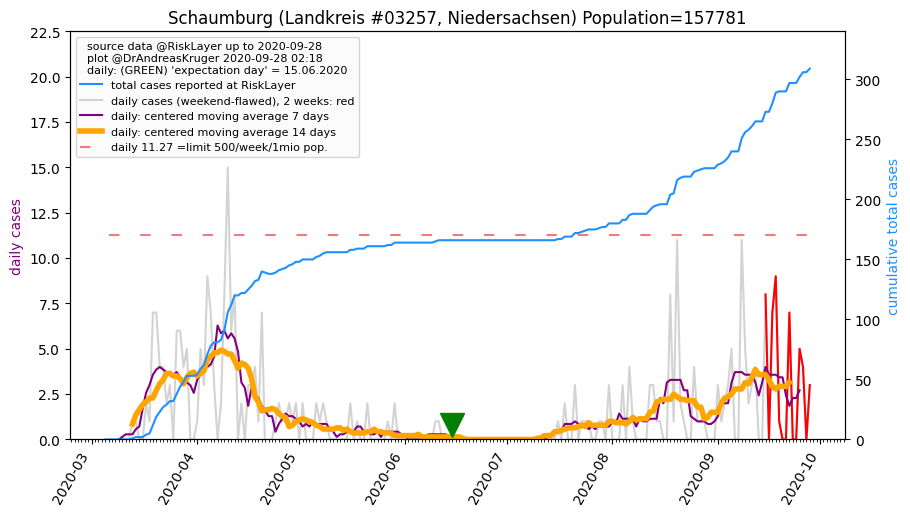 Schaumburg (Landkreis #03257, Niedersachsen) Population=157781
source data @RiskLayer up to 2020-09-28
plot @DrAndreasKruger 2020-09-28 02:18
daily: (GREEN) 'expectation day' = 15.06.2020
total cases reported at RiskLayer
daily cases (weekend-flawed), 2 weeks: red
daily: centered moving average 7 days
daily: centered moving average 14 days
daily 11.27 =limit 500/week/1mio pop.
daily cases
22.5
20.0
17.5
15.0
12.5
10.0
7.5
5.0
2.5
0.0
cumulative total cases
300
250
200
150
100
50
0
2020-03
2020-04
2020-05
2020-06
2020-07
2020-08
2020-09
2020-10